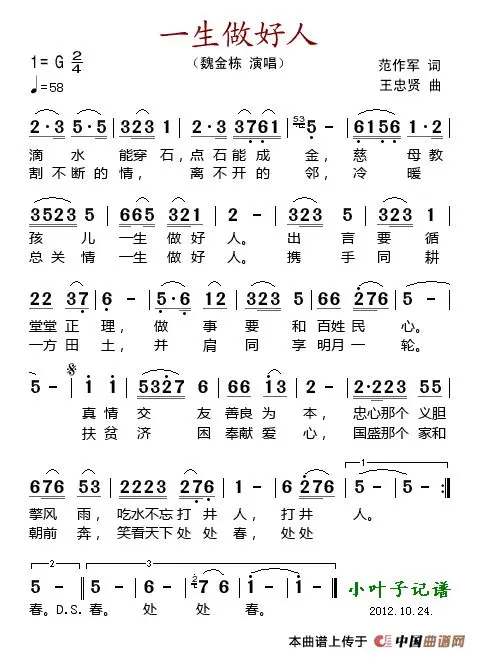 一生做好人
1=G 2/4
（魏金栋 演唱）
范作军 词
♩=58
王忠贤 曲
2·3 5·5 | 323 1 | 2·3 3761 | 53 5 - | 6156 1·2 |
滴 水 能穿 石，点石能成 金， 慈 母教
割不断的情， 离不开的 邻， 冷 暖
3523 5 | 665 321 | 2 - | 323 5 | 323 1 |
孩 儿 一生 做好 人。 出 言要 循
总关 情 一生 做好 人。 携 手同 耕
22 37 | 6 - | 5·6 12 | 323 5 | 66 276 | 5 - |
堂堂 正 理， 做 事 要 和 百姓 民 心。
一方 田 土， 并 肩 同 享 明月 一 轮。
5 - | 1 1 | 5327 6 | 66 13 | 2 - | 2·223 55 |
真 情 交 友 善良 为 本， 忠心那个 义胆
扶 贫 济 困 奉献 爱 心， 国盛那个 家和
676 53 | 2223 276 | 1 - | 6 276 | 1. 5 - | 5 - :|
擎风 雨， 吃水不忘 打 井 人， 打井 人。
朝前 奔， 笑看天下 处 处 春， 处处
2. 5 - || 3. 5 - | 2 7 6 | 1 - | 1 - ||
春。D.S. 春。 处 处 春。
小叶子记谱
2012.10.24.
本曲谱上传于 中国曲谱网